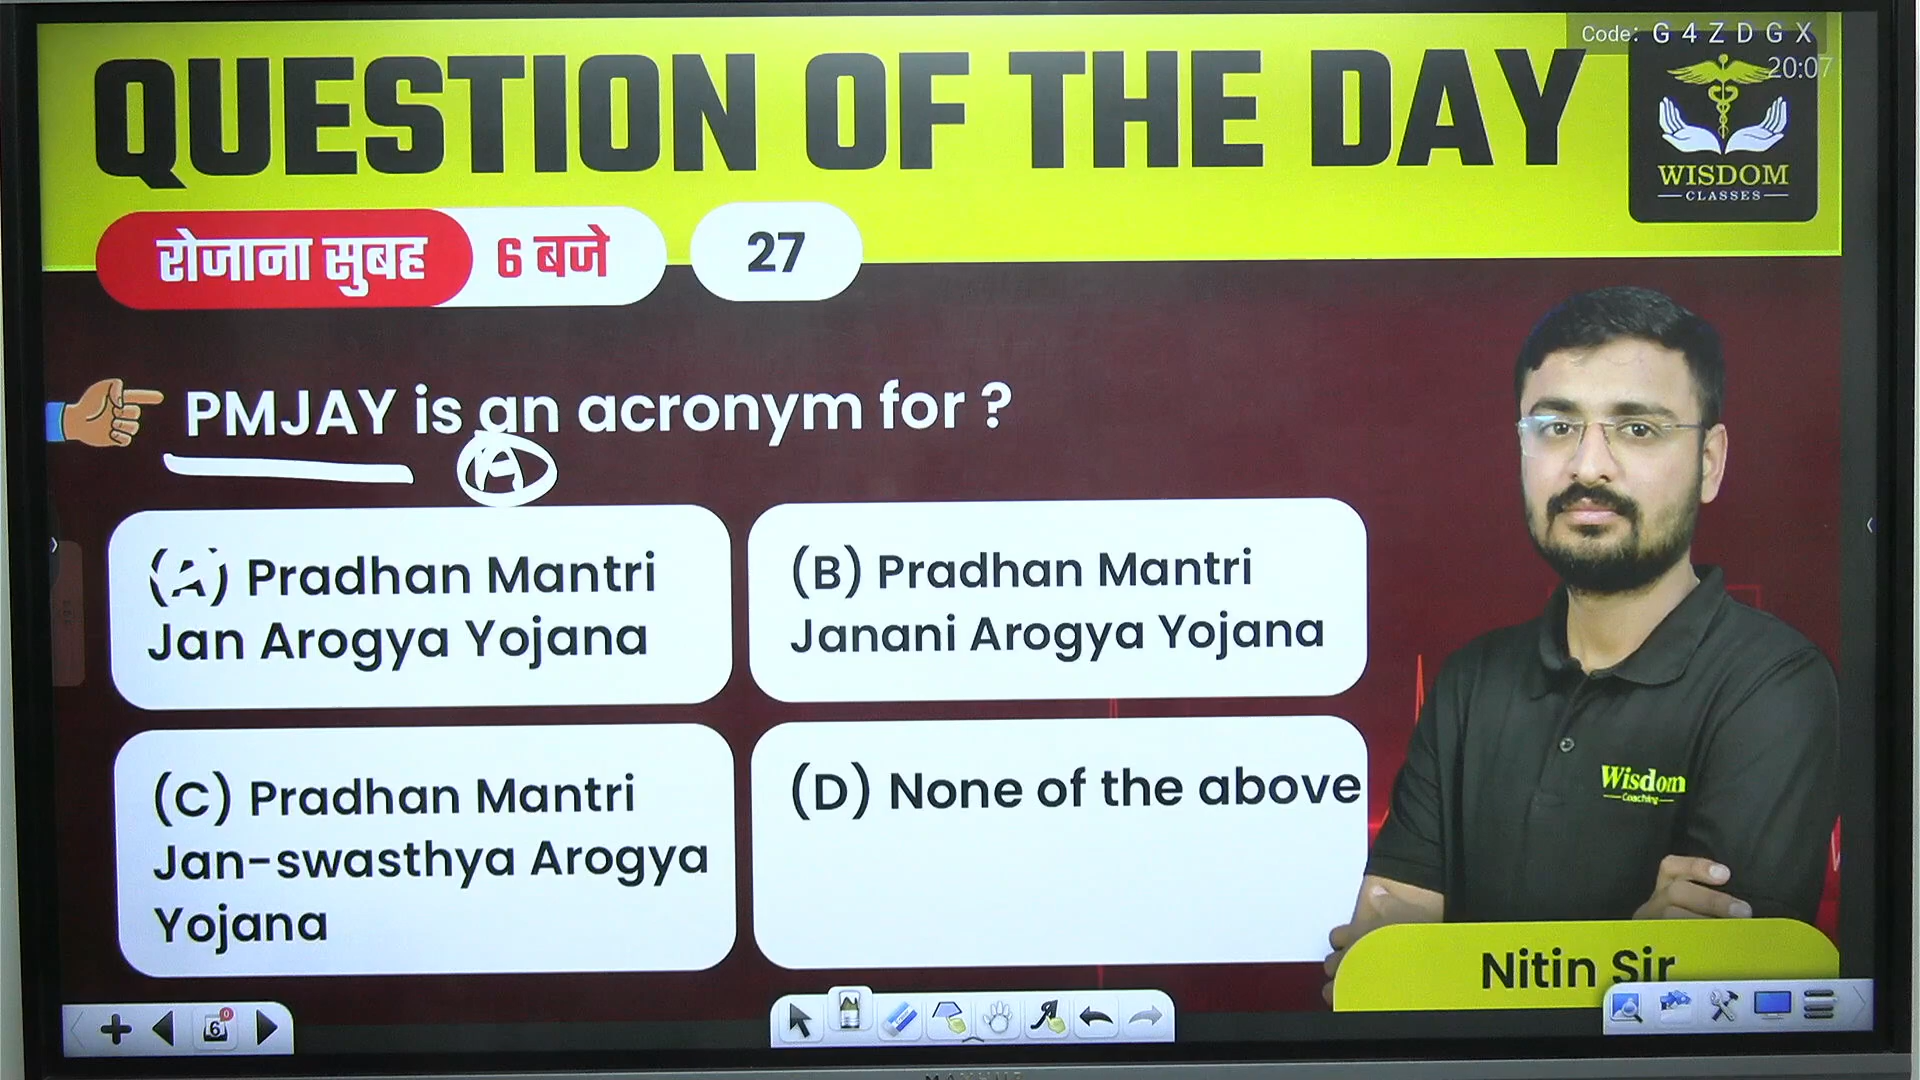 Code: G 4 Z D G X
20:07
QUESTION OF THE DAY
WISDOM
CLASSES
रोजाना सुबह 6 बजे 27
PMJAY is an acronym for ?
A
(A) Pradhan Mantri
Jan Arogya Yojana
(B) Pradhan Mantri
Janani Arogya Yojana
(C) Pradhan Mantri
Jan-swasthya Arogya
Yojana
(D) None of the above
Wisdom
Coaching
Nitin Sir
6
0